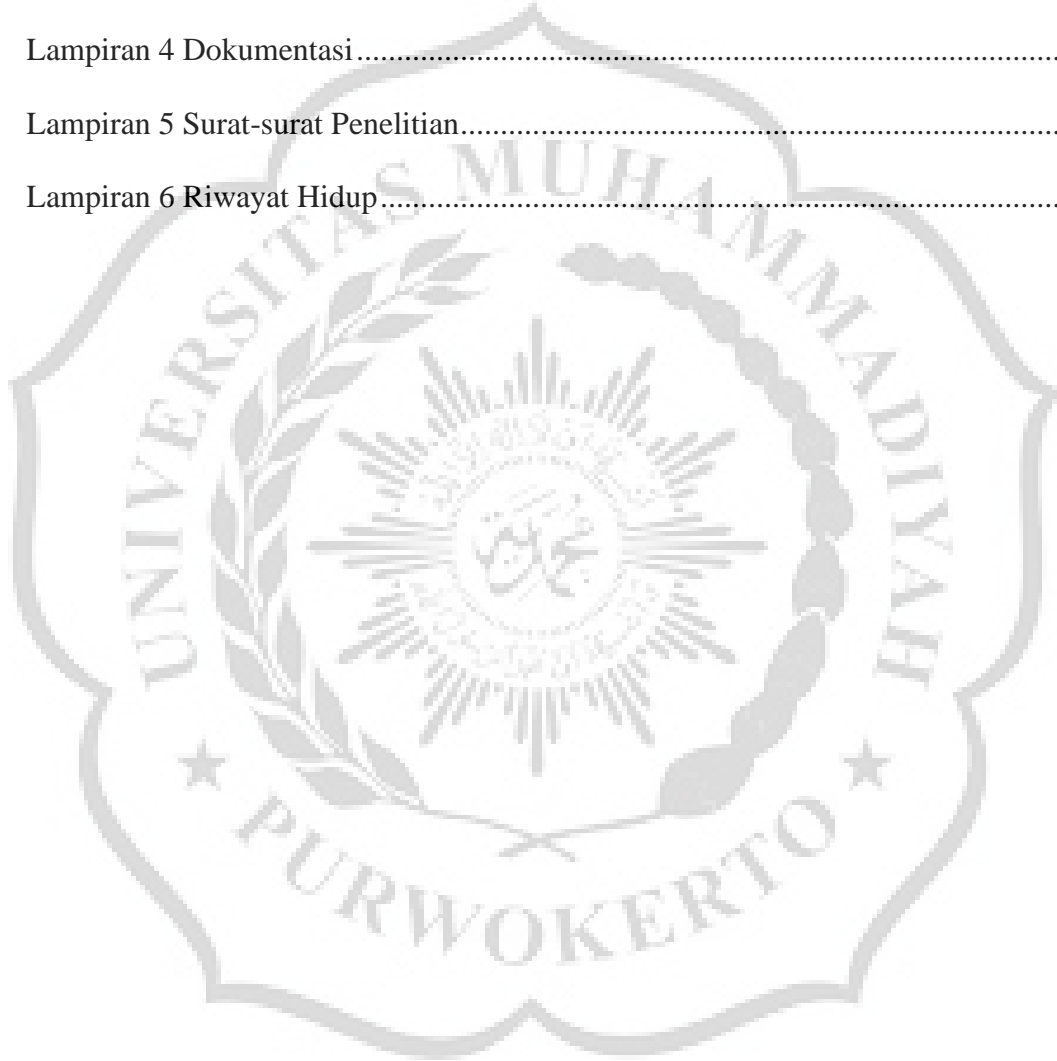 Lampiran 4 Dokumentasi........................................................................................
Lampiran 5 Surat-surat Penelitian...........................................................................
Lampiran 6 Riwayat Hidup.....................................................................................
UNIVERSITAS MUHAMMADIYAH
PURWOKERTO